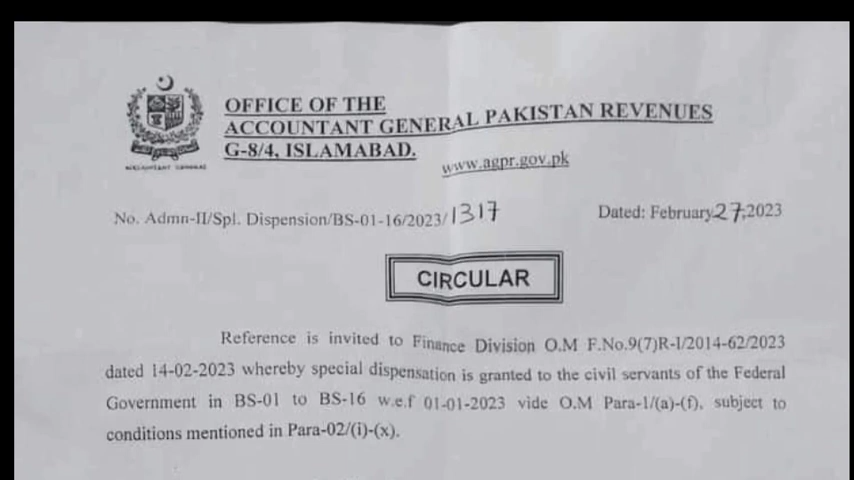 OFFICE OF THE
ACCOUNTANT GENERAL PAKISTAN REVENUES
G-8/4, ISLAMABAD.
www.agpr.gov.pk
ACCOUNTANT GENERAL
No. Admn-II/Spl. Dispension/BS-01-16/2023/1317 Dated: February 27,2023
CIRCULAR
Reference is invited to Finance Division O.M F.No.9(7)R-I/2014-62/2023
dated 14-02-2023 whereby special dispensation is granted to the civil servants of the Federal
Government in BS-01 to BS-16 w.e.f 01-01-2023 vide O.M Para-1/(a)-(f), subject to
conditions mentioned in Para-02/(i)-(x).